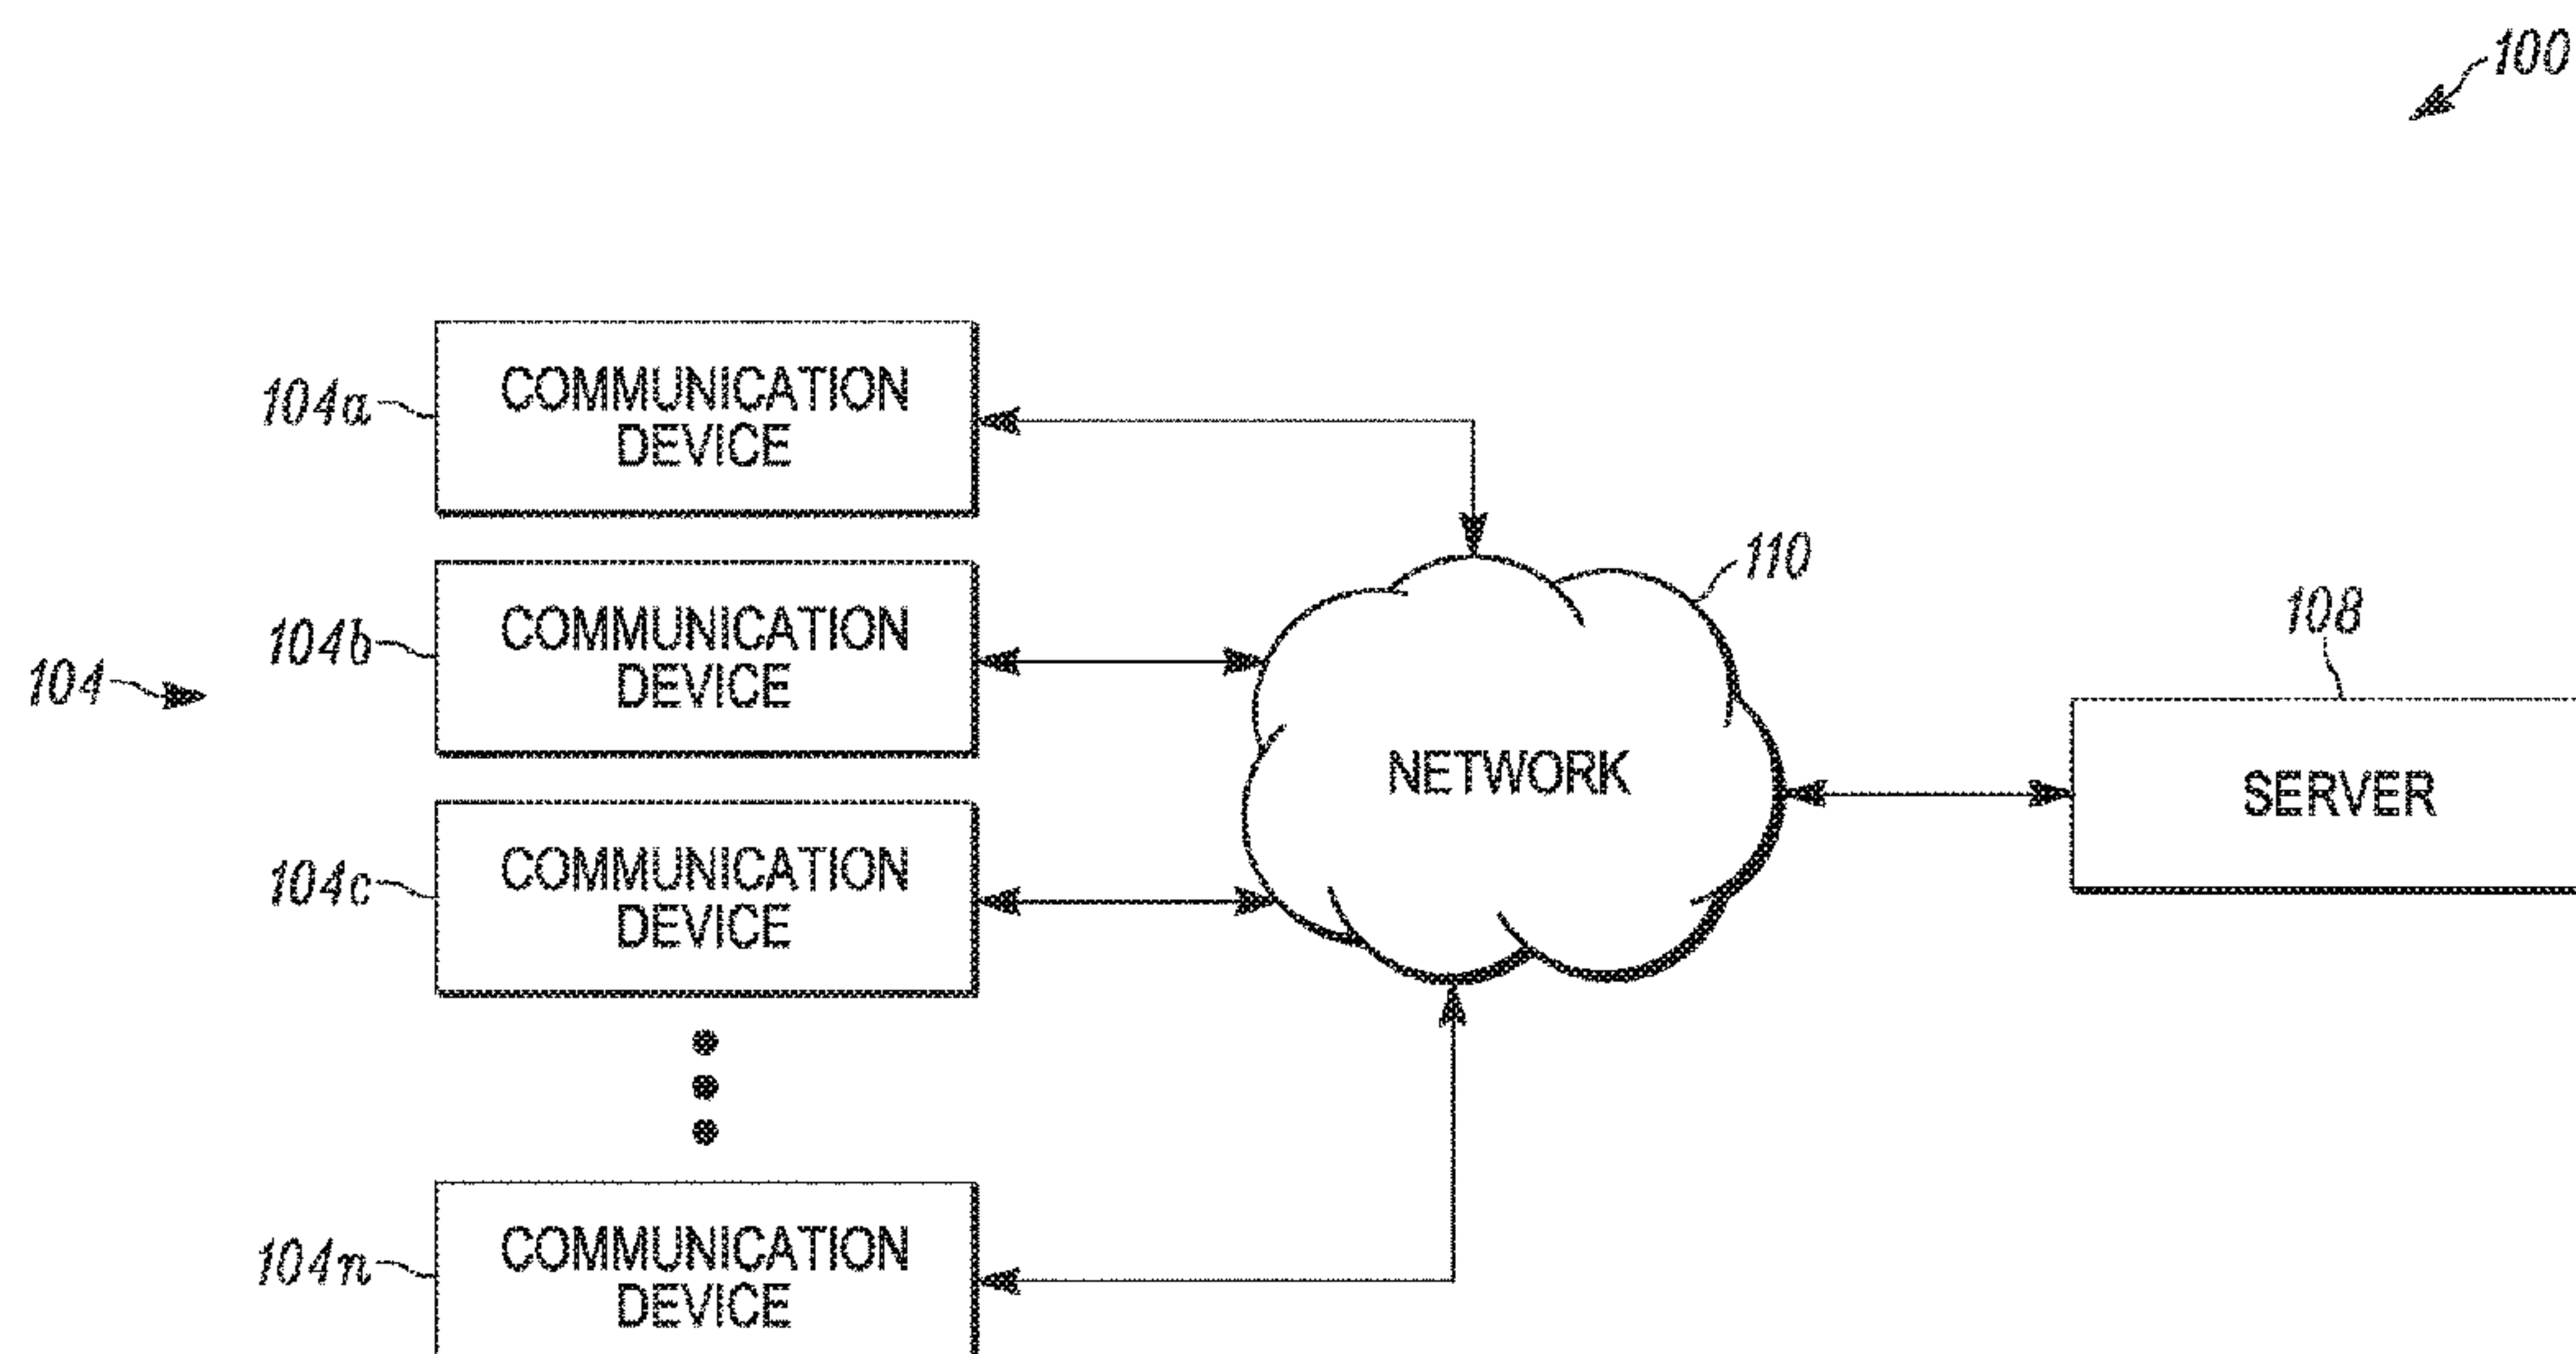 100
104a
COMMUNICATION
DEVICE
110
104b
COMMUNICATION
DEVICE
108
104
NETWORK
SERVER
104c
COMMUNICATION
DEVICE
104n
COMMUNICATION
DEVICE